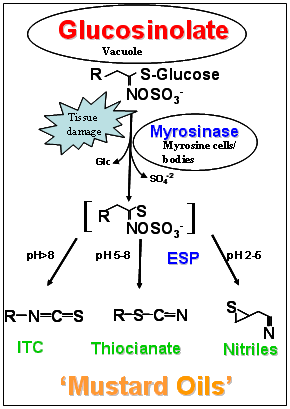 Glucosinolate
Vacuole
R S-Glucose
NOSO₃⁻
Tissue
damage
Myrosinase
Myrosine cells/
bodies
Glc
SO₄⁻²
R S
NOSO₃⁻
pH>8 pH 5-8 ESP pH 2-5
R-N=C=S R-S-C=N S N
ITC Thiocianate Nitriles
‘Mustard Oils’